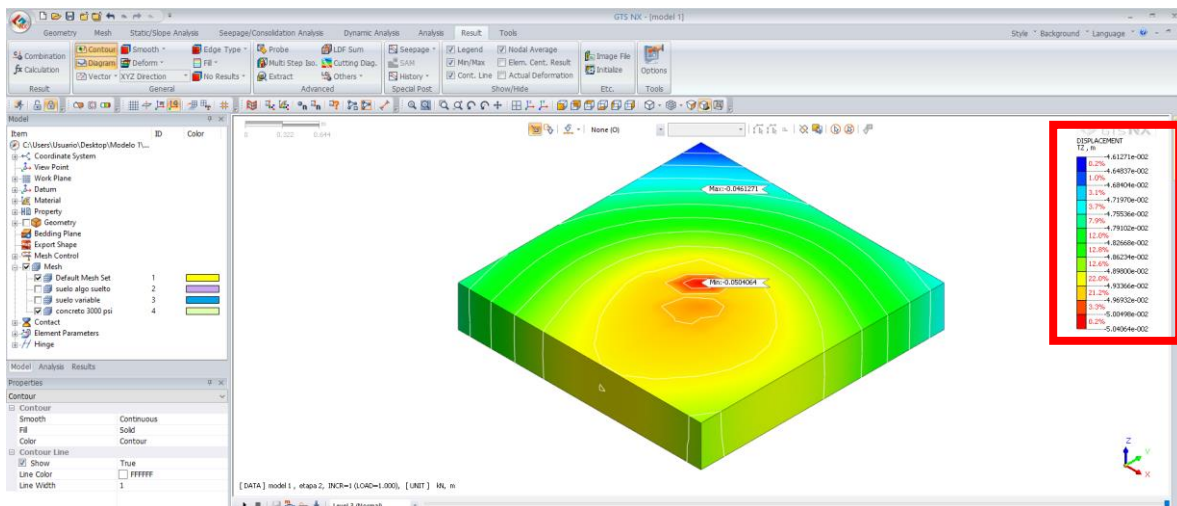 GTS NX - [model 1]
Geometry Mesh Static/Slope Analysis Seepage/Consolidation Analysis Dynamic Analysis Analysis Result Tools Style Background Language
Combination Contour Smooth Edge Type Probe LDF Sum Seepage Legend Nodal Average Image File
Calculation Diagram Deform Fill Multi Step Iso. Cutting Diag. SAM Min/Max Elem. Cent. Result Initialize Options
Vector XYZ Direction No Results Extract Others History Cont. Line Actual Deformation
Result General Advanced Special Post Show/Hide Etc. Tools
Model
Item ID Color
C:\Users\Usuario\Desktop\Modelo 1\...
Coordinate System
View Point
Work Plane
Datum
Material
Property
Geometry
Bedding Plane
Export Shape
Mesh Control
Mesh
Default Mesh Set 1
suelo algo suelto 2
suelo variable 3
concreto 3000 psi 4
Contact
Element Parameters
Hinge
Model Analysis Results
Properties
Contour
Contour
Smooth Continuous
Fill Solid
Color Contour
Contour Line
Show True
Line Color FFFFFF
Line Width 1
0 0.322 0.644
None (O)
Max:-0.0461271
Min:-0.0504064
GTS NX
DISPLACEMENT
TZ , m
-4.61271e-002
0.2%
-4.64837e-002
1.0%
-4.68404e-002
3.1%
-4.71970e-002
3.7%
-4.75536e-002
7.9%
-4.79102e-002
12.0%
-4.82668e-002
12.8%
-4.86234e-002
12.6%
-4.89800e-002
22.0%
-4.93366e-002
21.2%
-4.96932e-002
3.3%
-5.00498e-002
0.2%
-5.04064e-002
Z
Y
X
[DATA] model 1 , etapa 2, INCR=1 (LOAD=1.000), [UNIT] kN, m
Level 3 (Normal)